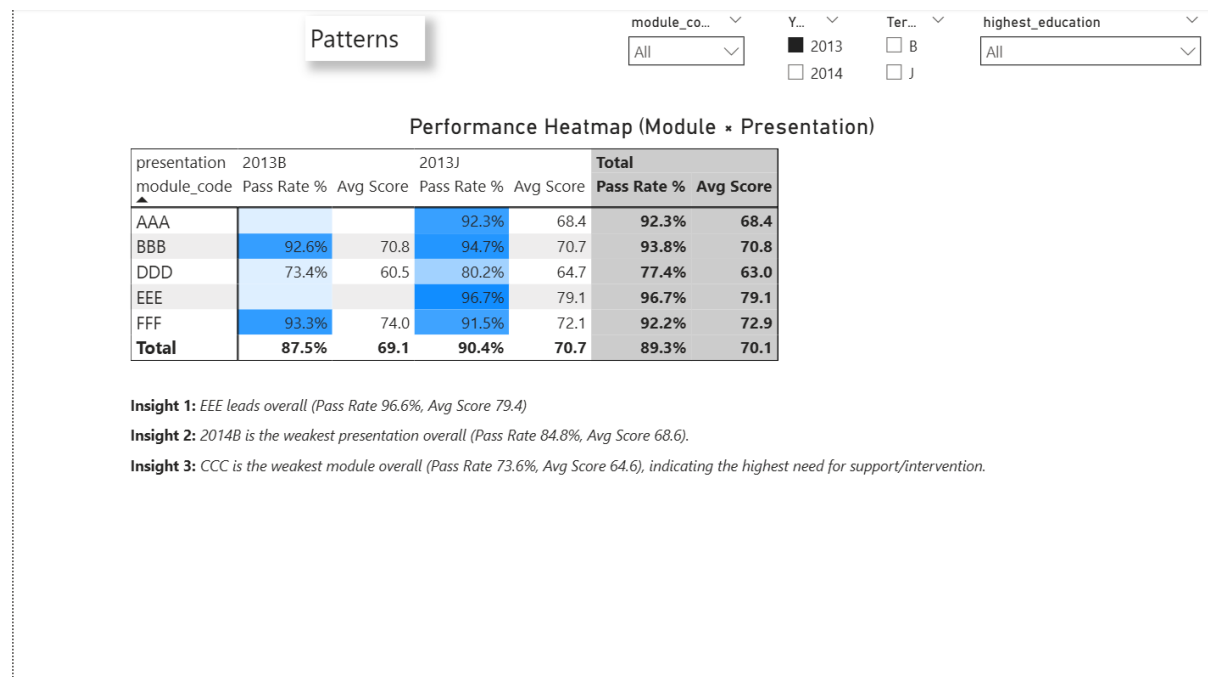 Patterns
module_co... Y... Ter... highest_education
All 2013 B All
2014 J
Performance Heatmap (Module × Presentation)
presentation 2013B 2013J Total
module_code Pass Rate % Avg Score Pass Rate % Avg Score Pass Rate % Avg Score
AAA 92.3% 68.4 92.3% 68.4
BBB 92.6% 70.8 94.7% 70.7 93.8% 70.8
DDD 73.4% 60.5 80.2% 64.7 77.4% 63.0
EEE 96.7% 79.1 96.7% 79.1
FFF 93.3% 74.0 91.5% 72.1 92.2% 72.9
Total 87.5% 69.1 90.4% 70.7 89.3% 70.1
Insight 1: EEE leads overall (Pass Rate 96.6%, Avg Score 79.4)
Insight 2: 2014B is the weakest presentation overall (Pass Rate 84.8%, Avg Score 68.6).
Insight 3: CCC is the weakest module overall (Pass Rate 73.6%, Avg Score 64.6), indicating the highest need for support/intervention.